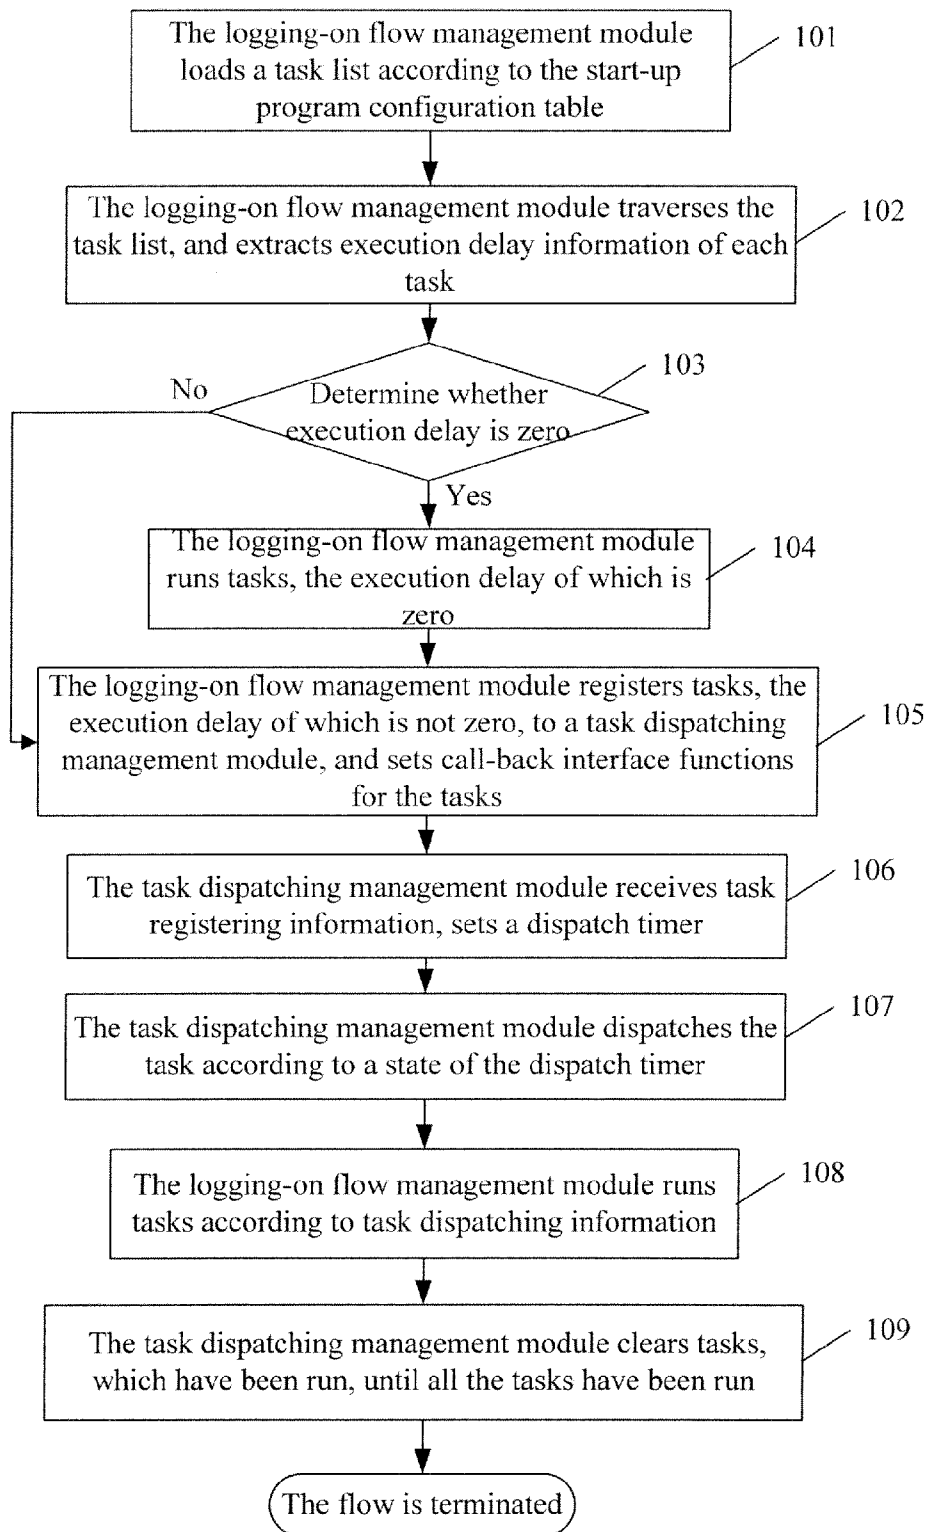 The logging-on flow management module
loads a task list according to the start-up
program configuration table
101
The logging-on flow management module traverses the
task list, and extracts execution delay information of each
task
102
Determine whether
execution delay is zero
103
No
Yes
The logging-on flow management module
runs tasks, the execution delay of which is
zero
104
The logging-on flow management module registers tasks, the
execution delay of which is not zero, to a task dispatching
management module, and sets call-back interface functions
for the tasks
105
The task dispatching management module receives task
registering information, sets a dispatch timer
106
The task dispatching management module dispatches the
task according to a state of the dispatch timer
107
The logging-on flow management module runs
tasks according to task dispatching information
108
The task dispatching management module clears tasks,
which have been run, until all the tasks have been run
109
The flow is terminated